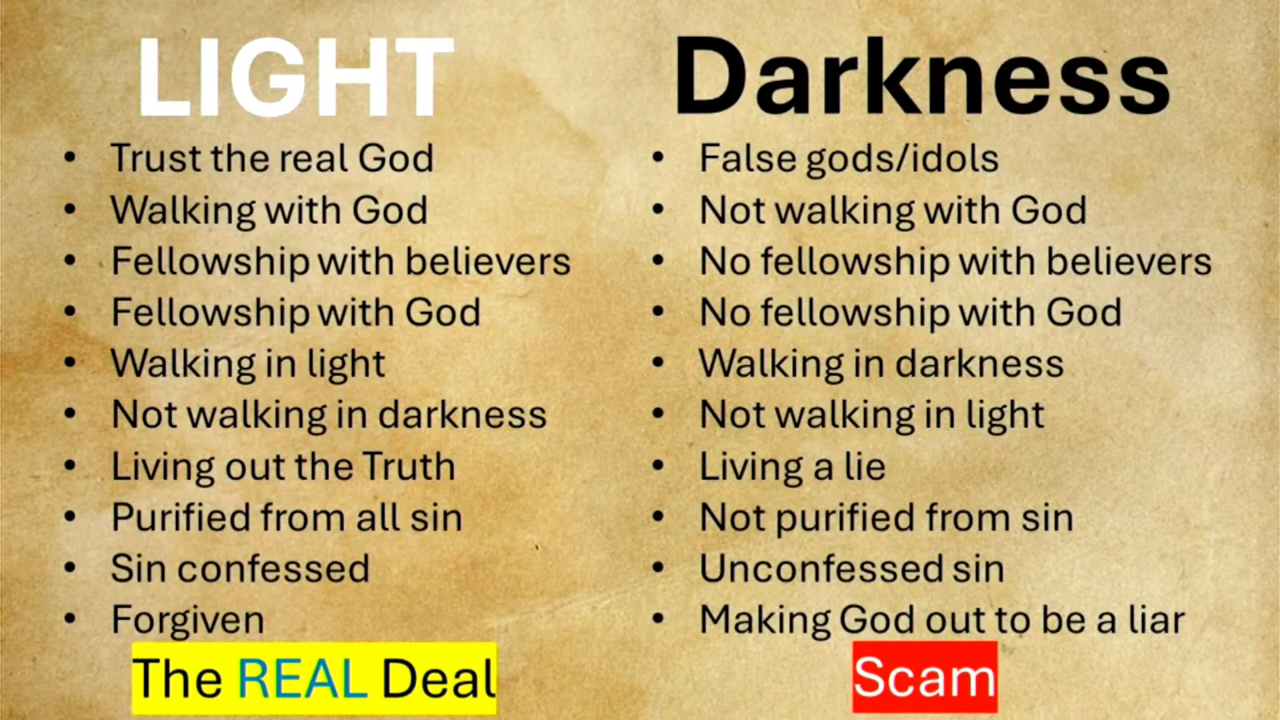 LIGHT
• Trust the real God
• Walking with God
• Fellowship with believers
• Fellowship with God
• Walking in light
• Not walking in darkness
• Living out the Truth
• Purified from all sin
• Sin confessed
• Forgiven
The REAL Deal
Darkness
• False gods/idols
• Not walking with God
• No fellowship with believers
• No fellowship with God
• Walking in darkness
• Not walking in light
• Living a lie
• Not purified from sin
• Unconfessed sin
• Making God out to be a liar
Scam